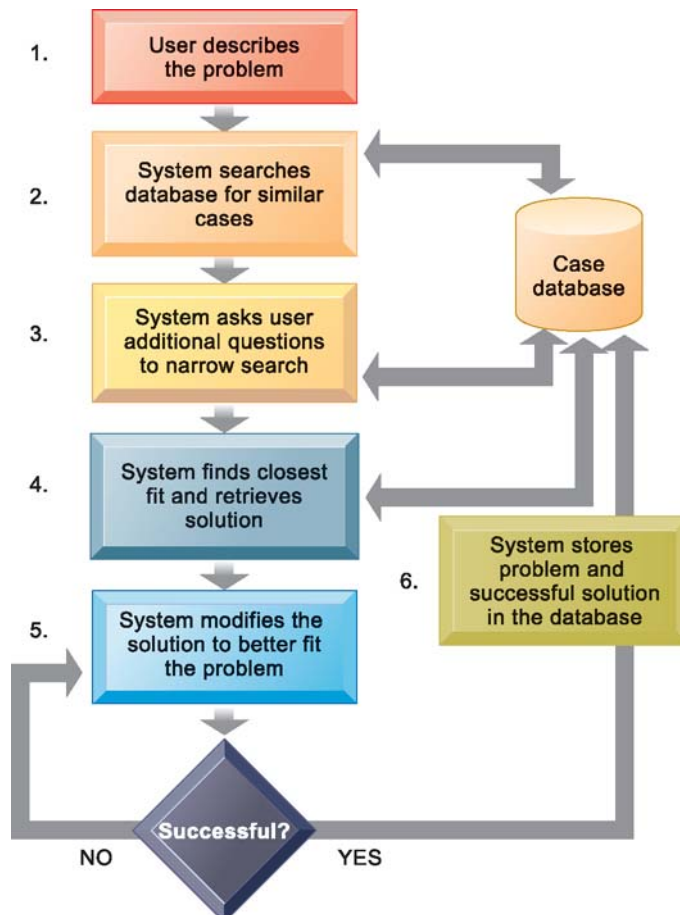 1.
User describes
the problem
2.
System searches
database for similar
cases
Case
database
3.
System asks user
additional questions
to narrow search
4.
System finds closest
fit and retrieves
solution
5.
System modifies the
solution to better fit
the problem
6.
System stores
problem and
successful solution
in the database
Successful?
NO
YES